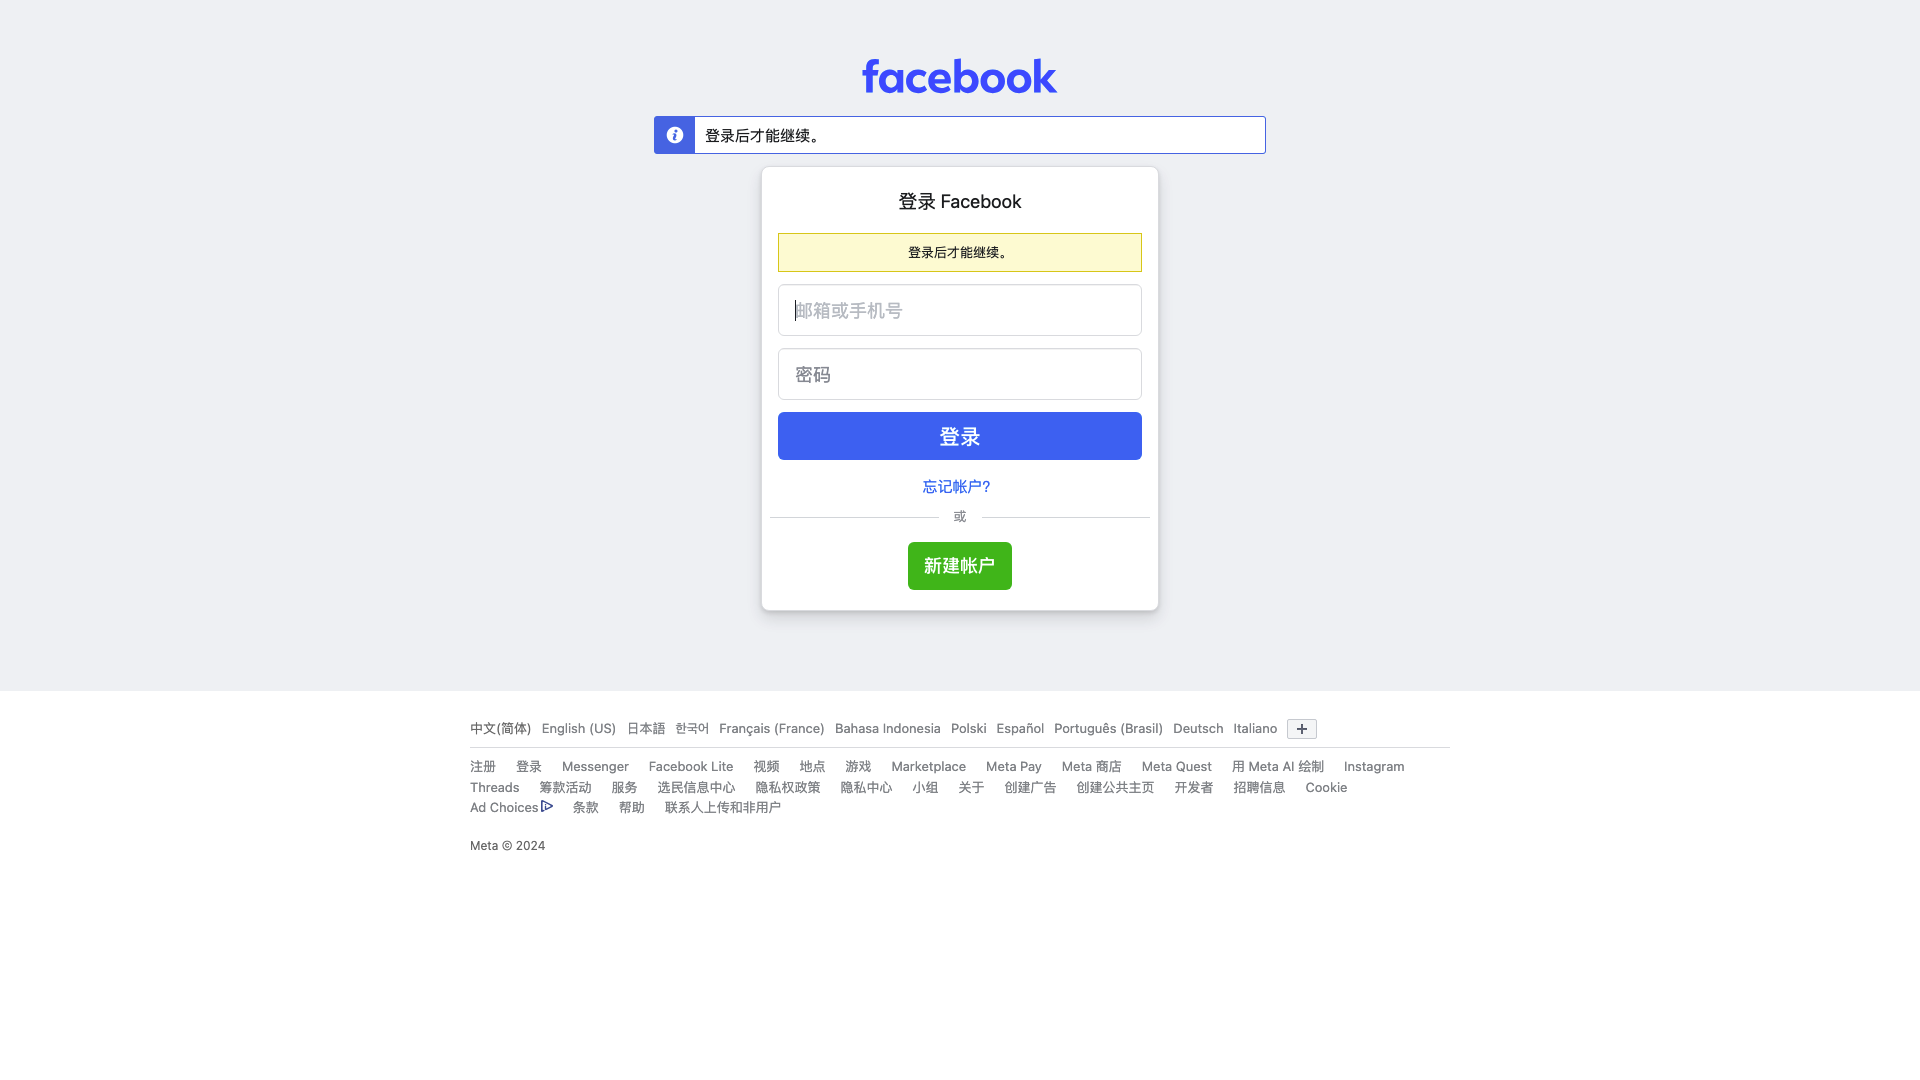 facebook
登录后才能继续。
登录 Facebook
登录后才能继续。
邮箱或手机号
密码
登录
忘记帐户?
或
新建帐户
中文(简体) English (US) 日本語 한국어 Français (France) Bahasa Indonesia Polski Español Português (Brasil) Deutsch Italiano
注册 登录 Messenger Facebook Lite 视频 地点 游戏 Marketplace Meta Pay Meta 商店 Meta Quest 用 Meta AI 绘制 Instagram
Threads 筹款活动 服务 选民信息中心 隐私权政策 隐私中心 小组 关于 创建广告 创建公共主页 开发者 招聘信息 Cookie
Ad Choices 条款 帮助 联系人上传和非用户
Meta © 2024